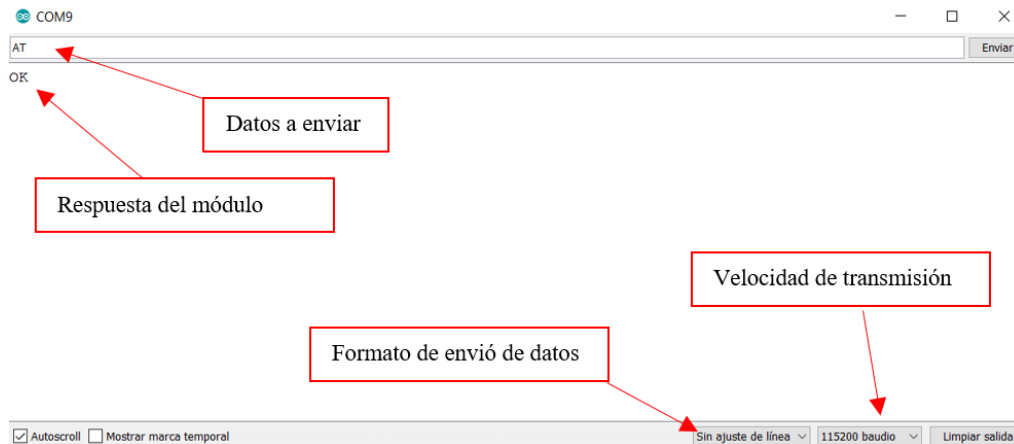 COM9
AT
Enviar
OK
Datos a enviar
Respuesta del módulo
Velocidad de transmisión
Formato de envió de datos
Autoscroll Mostrar marca temporal Sin ajuste de línea 115200 baudio Limpiar salida